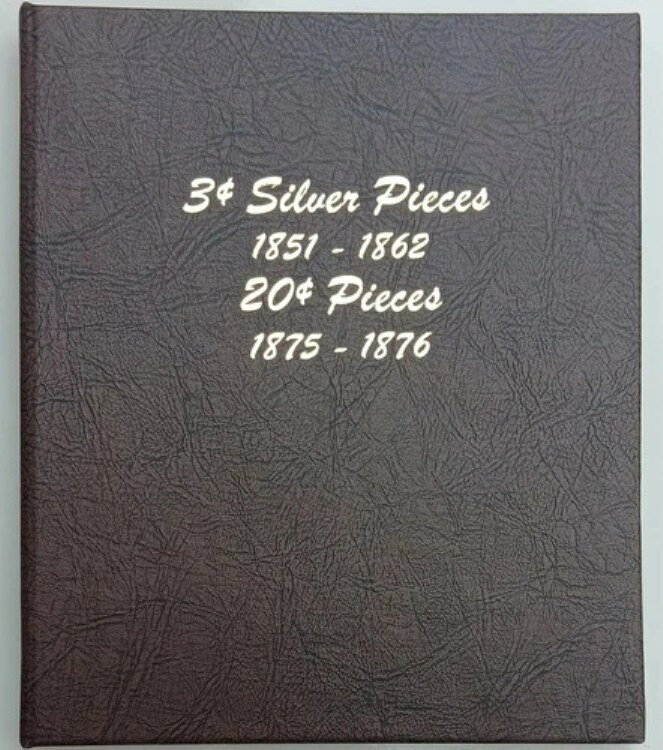 3¢ Silver Pieces
1851 - 1862
20¢ Pieces
1875 - 1876